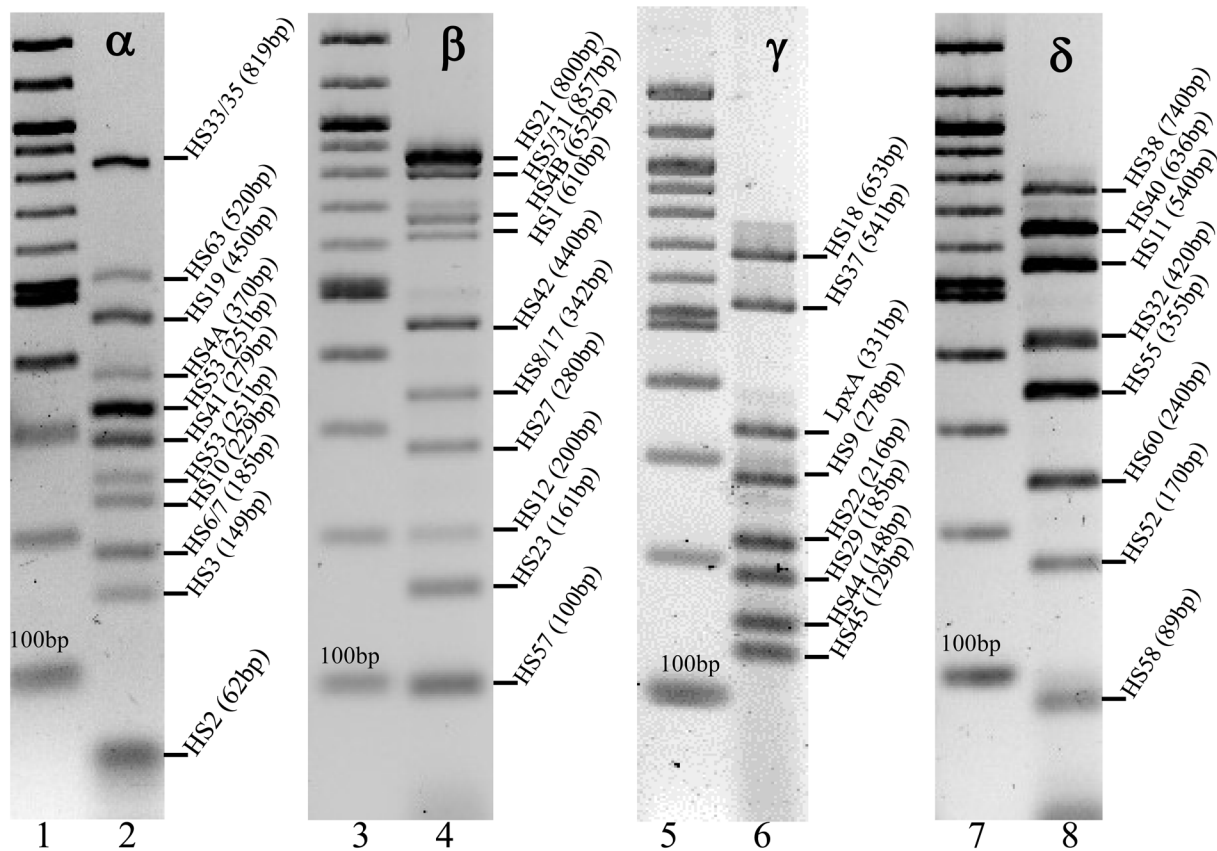 α
HS33/35 (819bp)
HS63 (520bp)
HS19 (450bp)
HS4A (370bp)
HS53 (251bp)
HS41 (279bp)
HS53 (251bp)
HS10 (229bp)
HS6/7 (185bp)
HS3 (149bp)
HS2 (62bp)
100bp
1
2
β
HS21 (800bp)
HS5/31 (857bp)
HS4B (652bp)
HS1 (610bp)
HS42 (440bp)
HS8/17 (342bp)
HS27 (280bp)
HS12 (200bp)
HS23 (161bp)
HS57 (100bp)
100bp
3
4
γ
HS18 (653bp)
HS37 (541bp)
LpxA (331bp)
HS9 (278bp)
HS22 (216bp)
HS29 (185bp)
HS44 (148bp)
HS45 (129bp)
100bp
5
6
δ
HS38 (740bp)
HS40 (636bp)
HS11 (540bp)
HS32 (420bp)
HS55 (355bp)
HS60 (240bp)
HS52 (170bp)
HS58 (89bp)
100bp
7
8